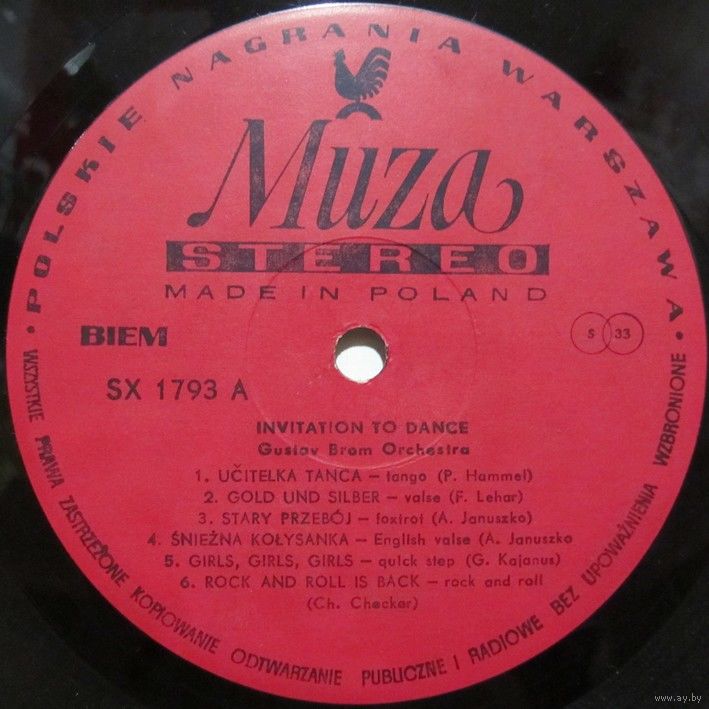 • POLSKIE NAGRANIA WARSZAWA •
Muza
STEREO
MADE IN POLAND
BIEM
S 33
SX 1793 A
INVITATION TO DANCE
Gustav Brom Orchestra
1. UČITELKA TANCA – tango (P. Hammel)
2. GOLD UND SILBER – valse (F. Lehar)
3. STARY PRZEBÓJ – foxtrot (A. Januszko)
4. ŚNIEŻNA KOŁYSANKA – English valse (A. Januszko
5. GIRLS, GIRLS, GIRLS – quick step (G. Kajanus)
6. ROCK AND ROLL IS BACK – rock and roll
(Ch. Checker)
WSZYSTKIE PRAWA ZASTRZEŻONE KOPIOWANIE ODTWARZANIE PUBLICZNE I RADIOWE BEZ UPOWAŻNIENIA WZBRONIONE
www.ay.by